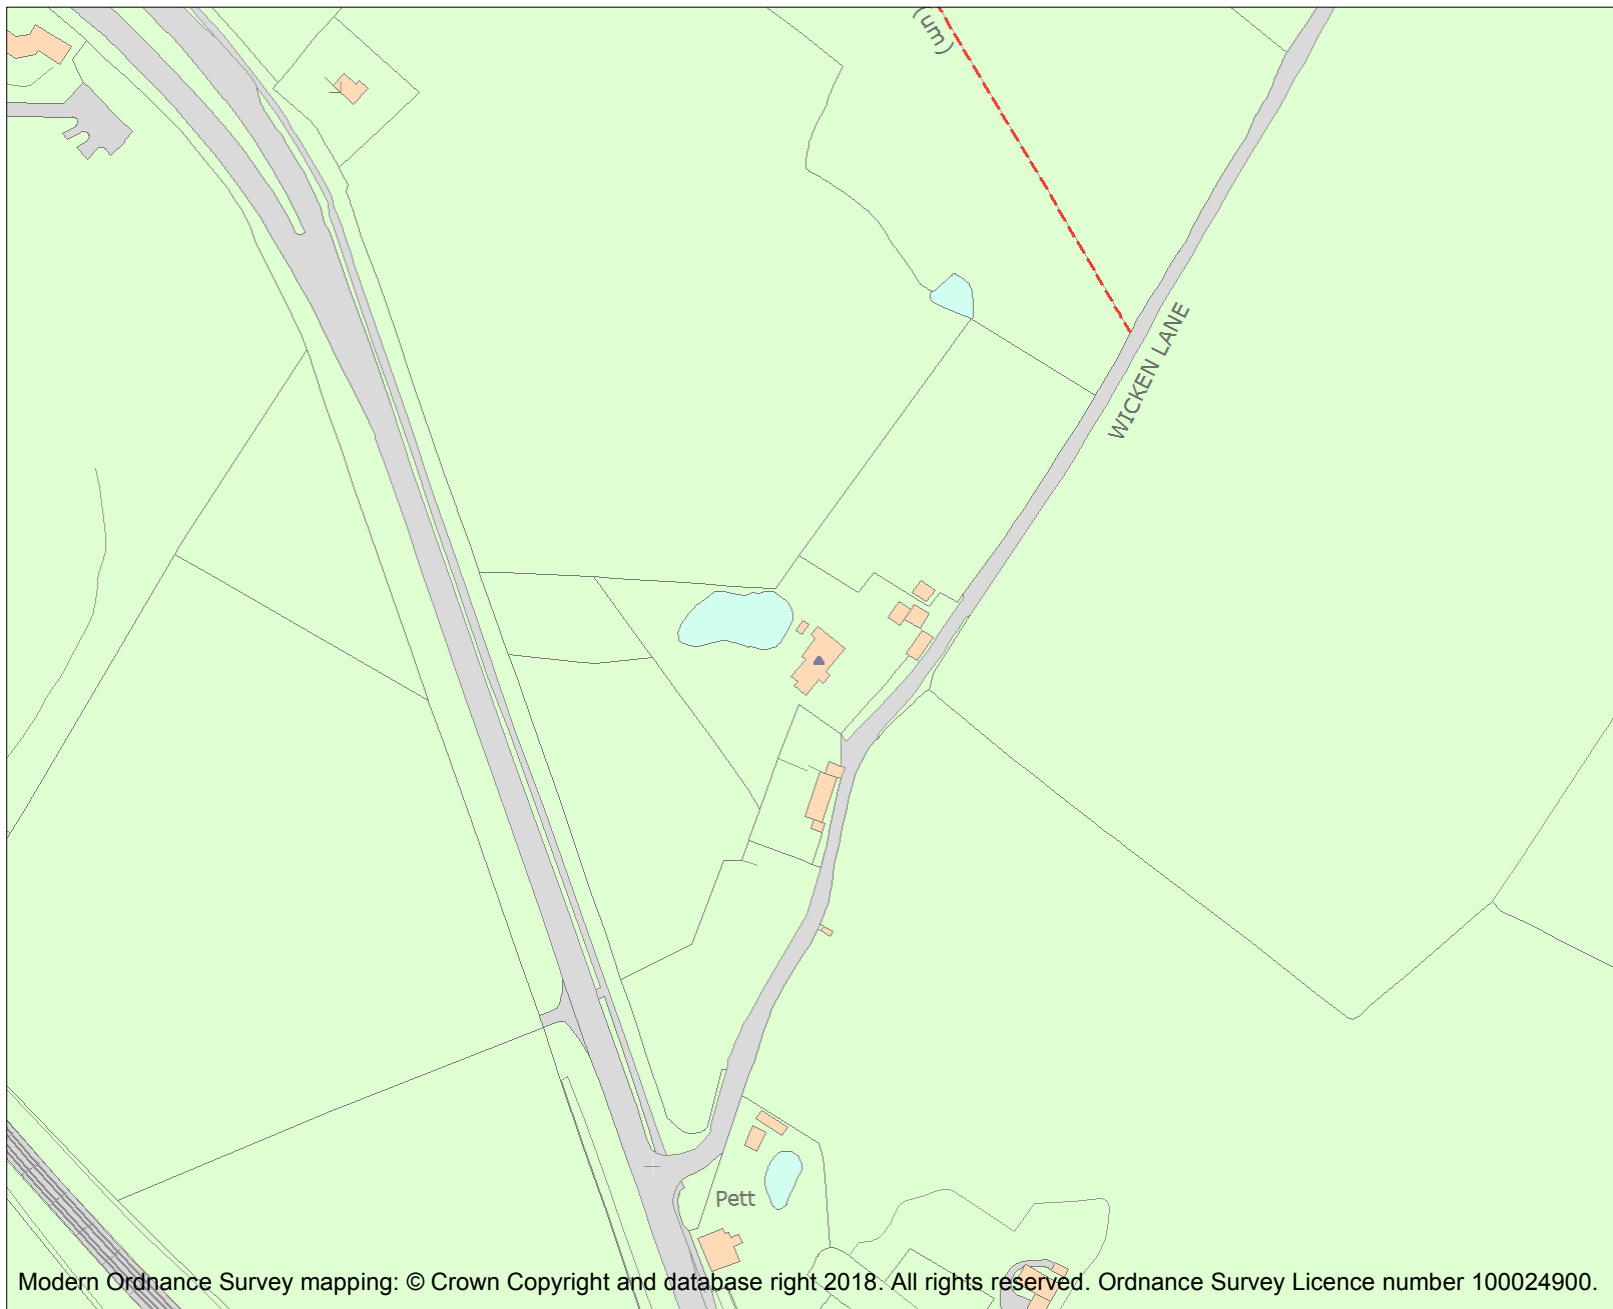 (um)
WICKEN LANE
Pett
Modern Ordnance Survey mapping: © Crown Copyright and database right 2018. All rights reserved. Ordnance Survey Licence number 100024900.